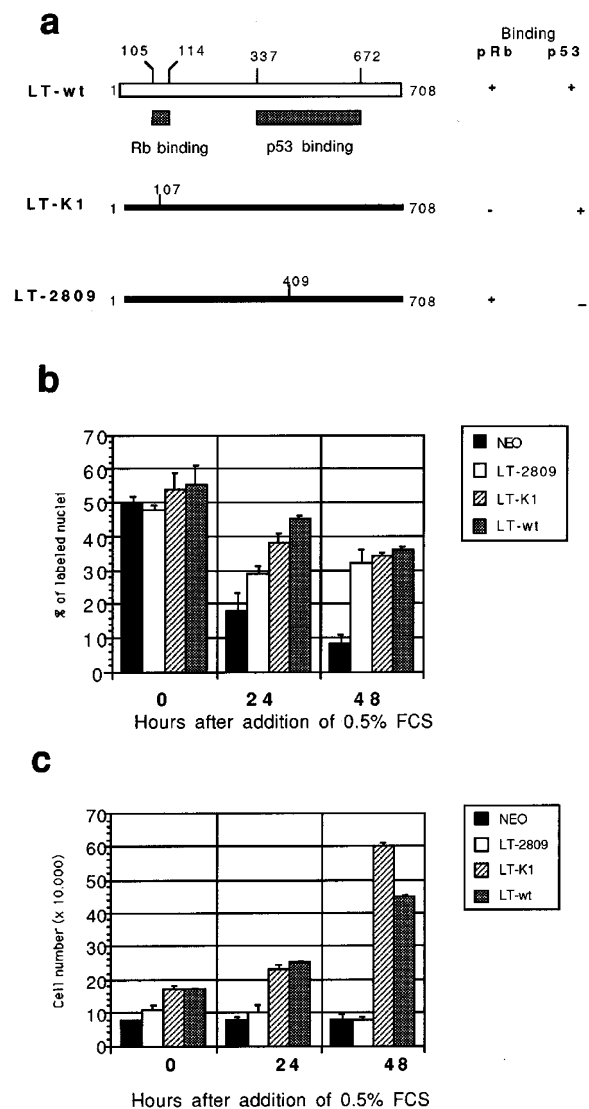 a
Binding
pRb p53
105 114 337 672
LT-wt 1 708 + +
Rb binding p53 binding
107
LT-K1 1 708 - +
409
LT-2809 1 708 + –
b
70
60
50
40
30
20
10
0
% of labeled nuclei
NEO
LT-2809
LT-K1
LT-wt
0 24 48
Hours after addition of 0.5% FCS
c
70
60
50
40
30
20
10
0
Cell number (x 10.000)
NEO
LT-2809
LT-K1
LT-wt
0 24 48
Hours after addition of 0.5% FCS